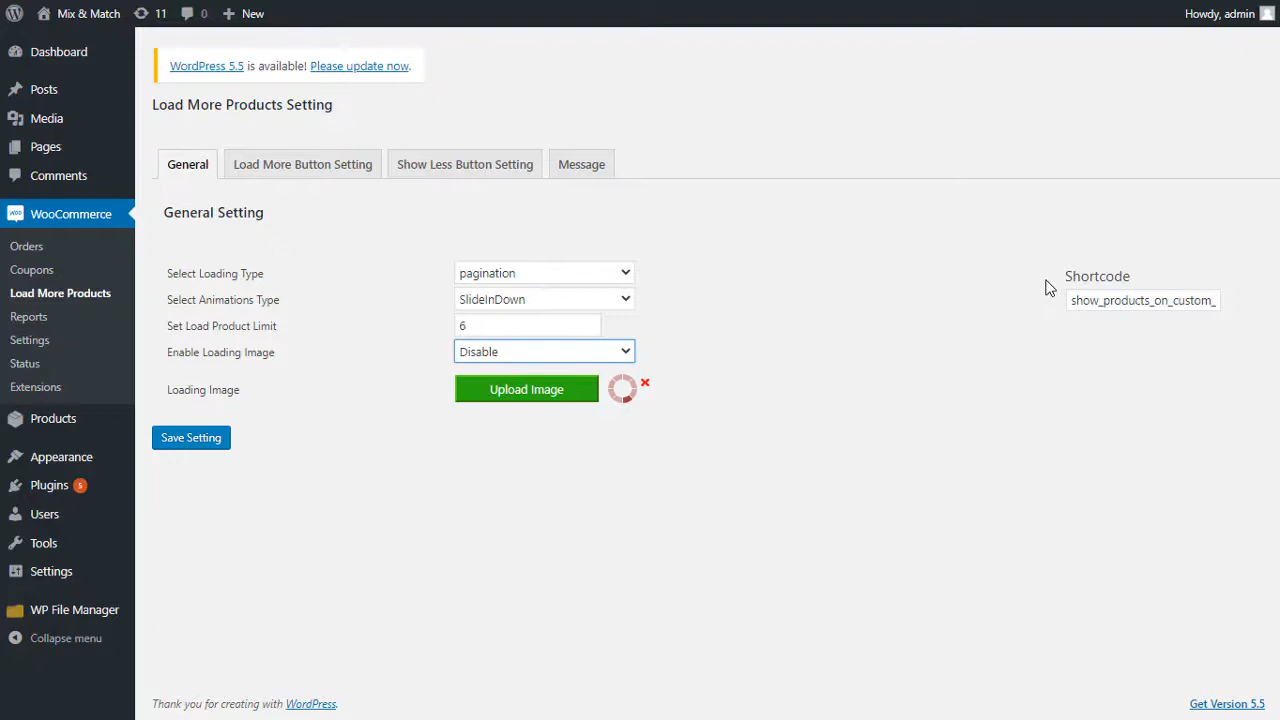 Mix & Match 11 0 New Howdy, admin
Dashboard
Posts
Media
Pages
Comments
WooCommerce
Orders
Coupons
Load More Products
Reports
Settings
Status
Extensions
Products
Appearance
Plugins 5
Users
Tools
Settings
WP File Manager
Collapse menu
WordPress 5.5 is available! Please update now.
Load More Products Setting
General Load More Button Setting Show Less Button Setting Message
General Setting
Select Loading Type pagination
Select Animations Type SlideInDown
Set Load Product Limit 6
Enable Loading Image Disable
Loading Image Upload Image
Save Setting
Shortcode
show_products_on_custom_
Thank you for creating with WordPress.
Get Version 5.5